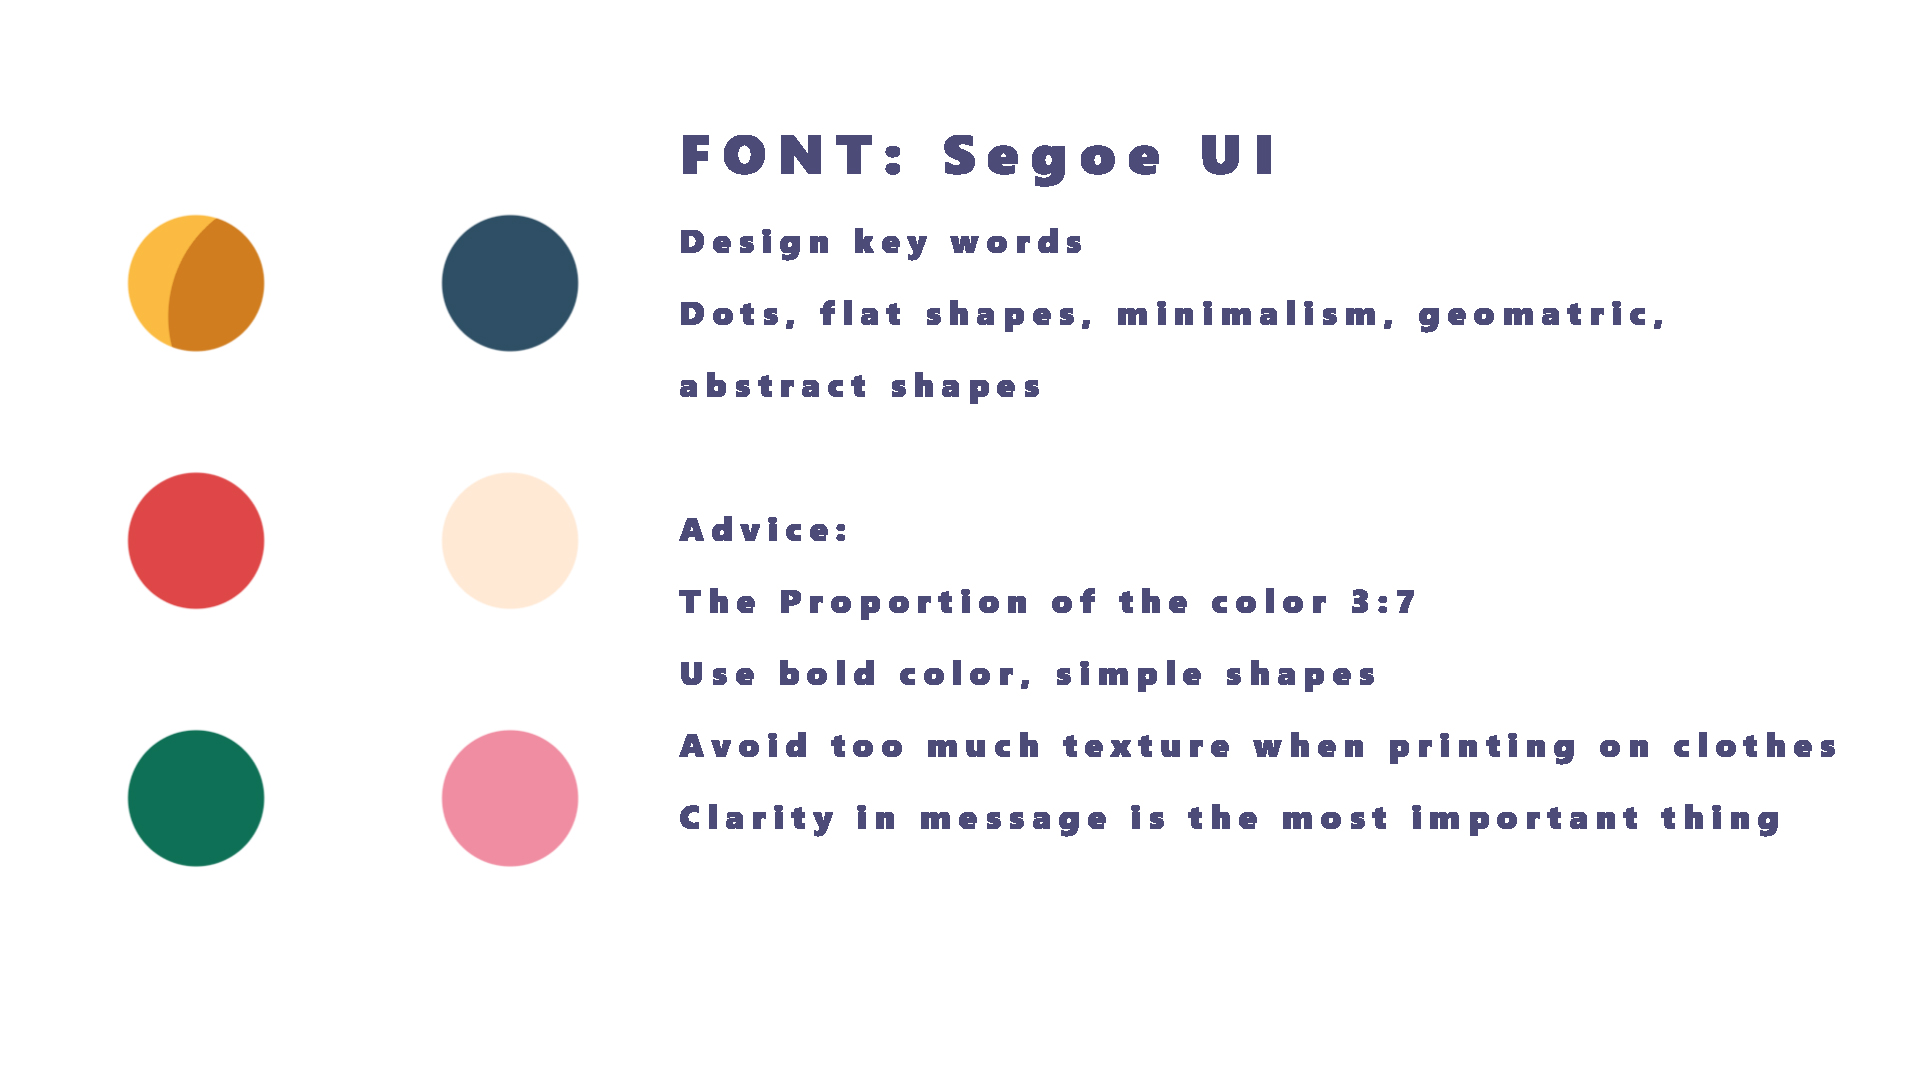 FONT: Segoe UI
Design key words
Dots, flat shapes, minimalism, geomatric,
abstract shapes
Advice:
The Proportion of the color 3:7
Use bold color, simple shapes
Avoid too much texture when printing on clothes
Clarity in message is the most important thing